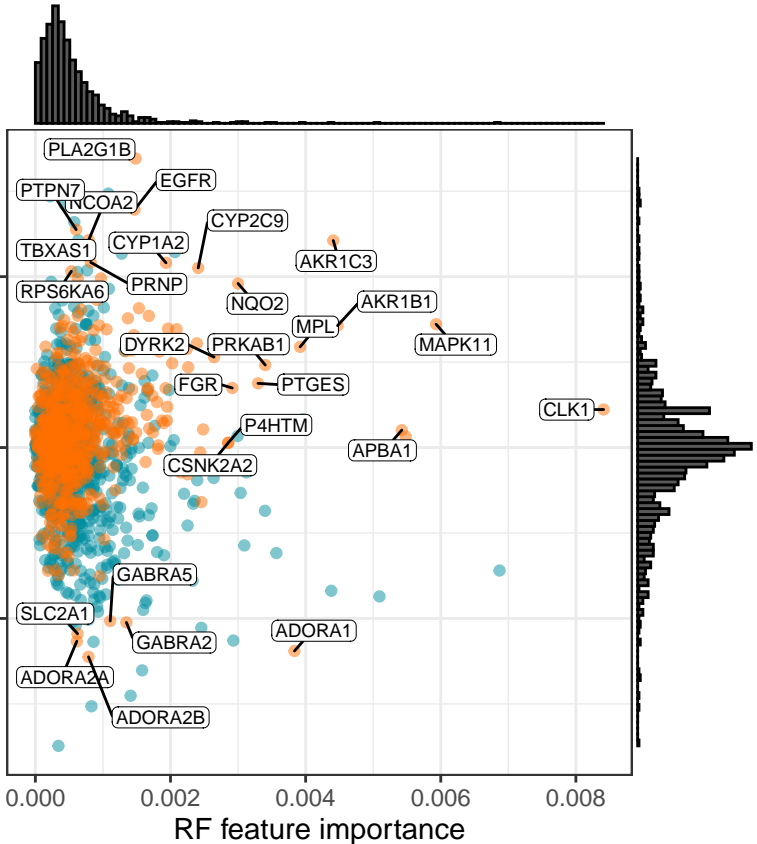 PLA2G1B
EGFR
PTPN7
NCOA2
CYP2C9
TBXAS1
CYP1A2
AKR1C3
RPS6KA6
PRNP
NQO2
AKR1B1
MPL
DYRK2
PRKAB1
MAPK11
FGR
PTGES
CLK1
P4HTM
APBA1
CSNK2A2
GABRA5
SLC2A1
GABRA2
ADORA1
ADORA2A
ADORA2B
0.000 0.002 0.004 0.006 0.008
RF feature importance